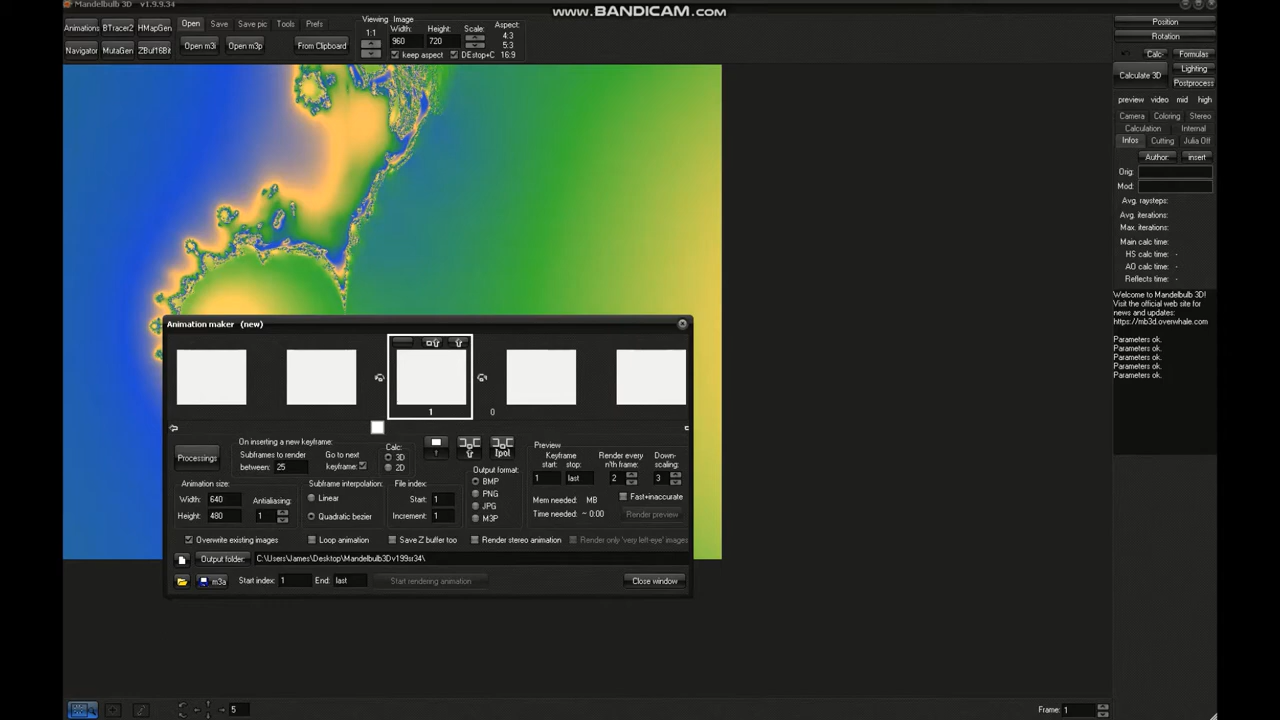 Mandelbulb 3D v1.9.9.34
www.BANDICAM.com
Animations BTracer2 HMapGen Open Save Save pic Tools Prefs
Viewing Image
1:1 Width: Height: Scale: Aspect:
960 720 4:3
5:3
keep aspect DEstop+C 16:9
Navigator MutaGen ZBuf16Bit Open m3i Open m3p From Clipboard
Position
Rotation
Calc Formulas
Calculate 3D Lighting
Postprocess
preview video mid high
Camera Coloring Stereo
Calculation Internal
Infos Cutting Julia Off
Author: insert
Orig:
Mod:
Avg. raysteps:
Avg. iterations:
Max. iterations:
Main calc time: -
HS calc time: -
AO calc time: -
Reflects time: -
Welcome to Mandelbulb 3D!
Visit the official web site for
news and updates:
https://mb3d.overwhale.com
Parameters ok.
Parameters ok.
Parameters ok.
Parameters ok.
Parameters ok.
Animation maker (new)
1 0
Processings
On inserting a new keyframe:
Subframes to render Go to next
between: 25 keyframe:
Calc:
3D
2D
Ipol
Preview
Keyframe Render every Down-
start: stop: n'th frame: scaling:
1 last 2 3
Mem needed: MB Fast+inaccurate
Time needed: ~ 0:00 Render preview
Animation size:
Width: 640
Height: 480
Antialiasing:
1
Subframe interpolation:
Linear
Quadratic bezier
File index:
Start: 1
Increment: 1
Output format:
BMP
PNG
JPG
M3P
Overwrite existing images Loop animation Save Z buffer too Render stereo animation Render only 'very left-eye' images
Output folder: C:\Users\James\Desktop\Mandelbulb3Dv199sr34\
m3a Start index: 1 End: last Start rendering animation Close window
5
Frame: 1